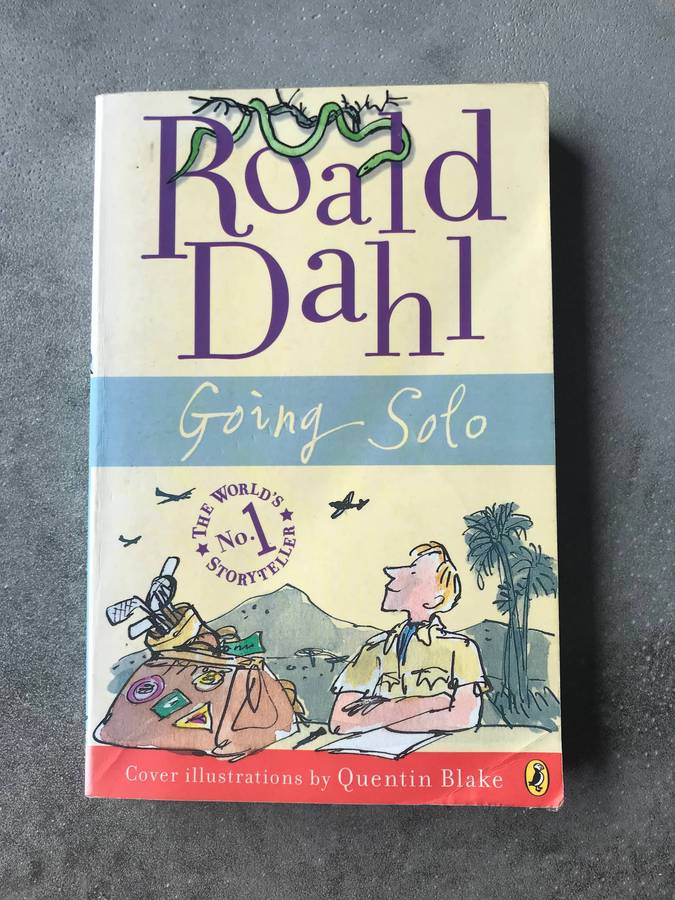 Roald
Dahl
Going Solo
THE WORLD'S
No.1
STORYTELLER
Cover illustrations by Quentin Blake